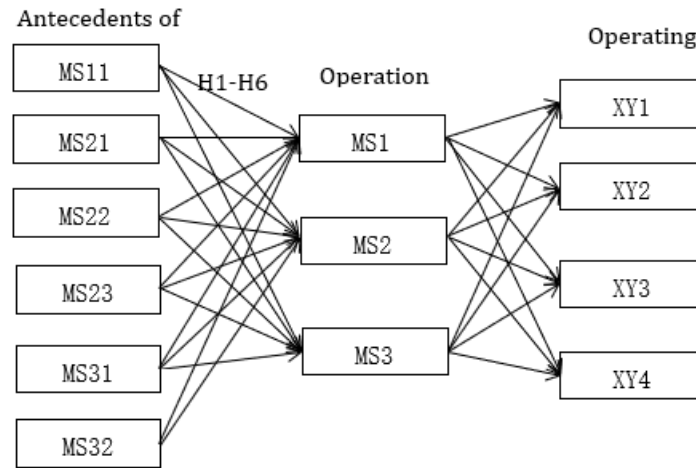 Antecedents of
Operation
Operating
H1-H6
MS11
MS21
MS22
MS23
MS31
MS32
MS1
MS2
MS3
XY1
XY2
XY3
XY4